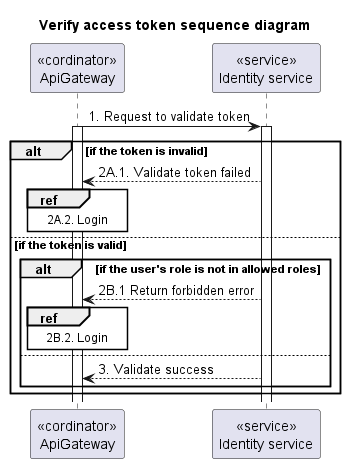 Verify access token sequence diagram
«cordinator»
ApiGateway
«service»
Identity service
1. Request to validate token
alt
[if the token is invalid]
2A.1. Validate token failed
ref
2A.2. Login
[if the token is valid]
alt
[if the user's role is not in allowed roles]
2B.1 Return forbidden error
ref
2B.2. Login
3. Validate success
«cordinator»
ApiGateway
«service»
Identity service